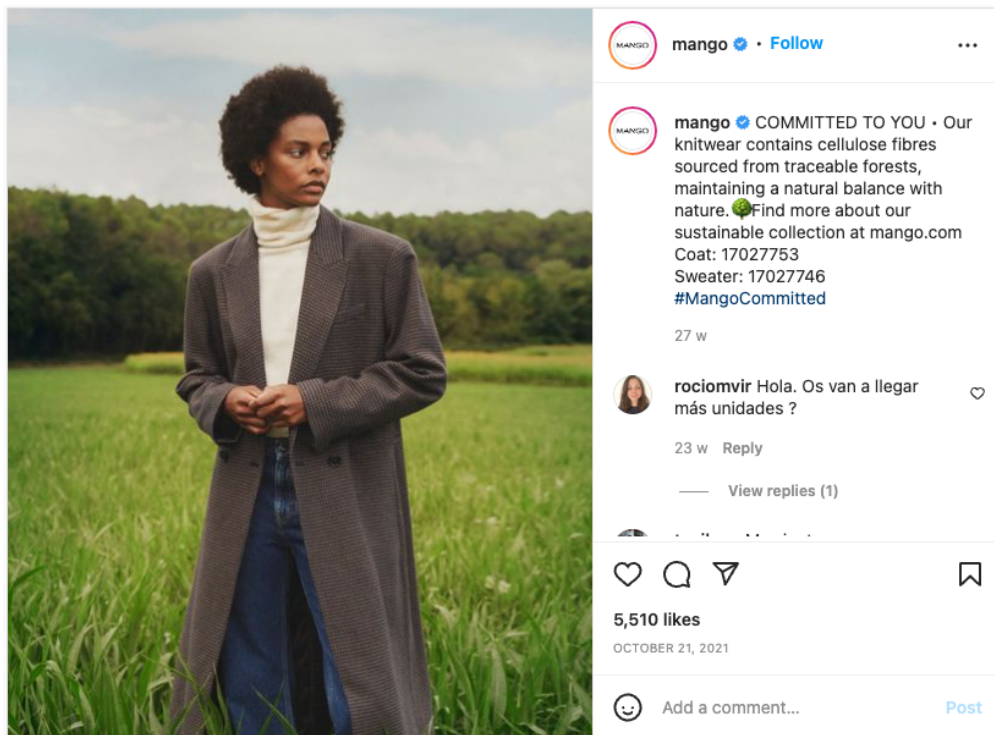 MANGO
mango • Follow
MANGO
mango COMMITTED TO YOU • Our
knitwear contains cellulose fibres
sourced from traceable forests,
maintaining a natural balance with
nature.🌳Find more about our
sustainable collection at mango.com
Coat: 17027753
Sweater: 17027746
#MangoCommitted
27 w
rociomvir Hola. Os van a llegar
más unidades ?
23 w Reply
View replies (1)
5,510 likes
OCTOBER 21, 2021
Add a comment... Post